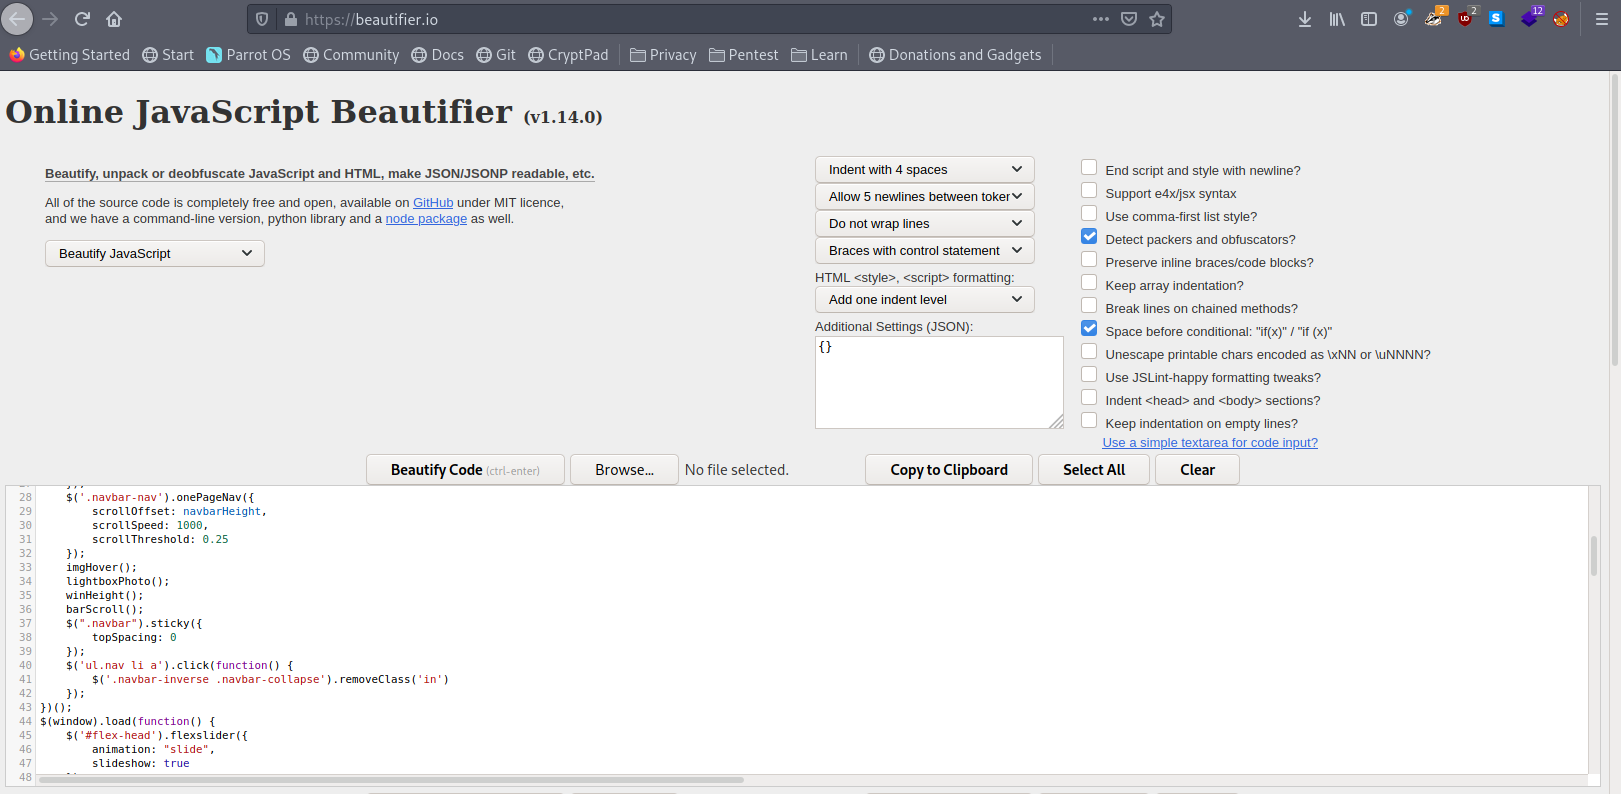 https://beautifier.io
2
2
12
Getting Started Start Parrot OS Community Docs Git CryptPad Privacy Pentest Learn Donations and Gadgets
Online JavaScript Beautifier (v1.14.0)
Beautify, unpack or deobfuscate JavaScript and HTML, make JSON/JSONP readable, etc.
All of the source code is completely free and open, available on GitHub under MIT licence,
and we have a command-line version, python library and a node package as well.
Beautify JavaScript
Indent with 4 spaces
Allow 5 newlines between token
Do not wrap lines
Braces with control statement
HTML <style>, <script> formatting:
Add one indent level
Additional Settings (JSON):
{}
End script and style with newline?
Support e4x/jsx syntax
Use comma-first list style?
Detect packers and obfuscators?
Preserve inline braces/code blocks?
Keep array indentation?
Break lines on chained methods?
Space before conditional: "if(x)" / "if (x)"
Unescape printable chars encoded as \xNN or \uNNNN?
Use JSLint-happy formatting tweaks?
Indent <head> and <body> sections?
Keep indentation on empty lines?
Use a simple textarea for code input?
Beautify Code (ctrl-enter) Browse... No file selected. Copy to Clipboard Select All Clear
28 $('.navbar-nav').onePageNav({
29 scrollOffset: navbarHeight,
30 scrollSpeed: 1000,
31 scrollThreshold: 0.25
32 });
33 imgHover();
34 lightboxPhoto();
35 winHeight();
36 barScroll();
37 $(".navbar").sticky({
38 topSpacing: 0
39 });
40 $('ul.nav li a').click(function() {
41 $('.navbar-inverse .navbar-collapse').removeClass('in')
42 });
43 })();
44 $(window).load(function() {
45 $('#flex-head').flexslider({
46 animation: "slide",
47 slideshow: true
48